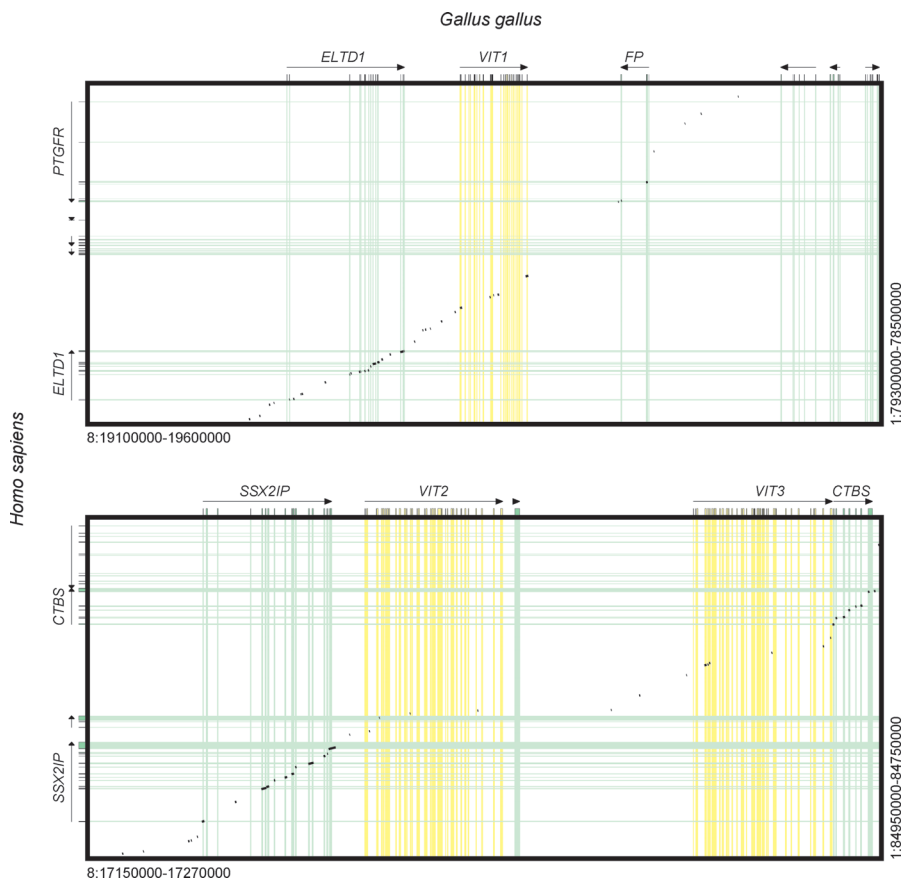 Gallus gallus
ELTD1 VIT1 FP
PTGFR
ELTD1
8:19100000-19600000
1:79300000-78500000
Homo sapiens
SSX2IP VIT2 VIT3 CTBS
CTBS
SSX2IP
8:17150000-17270000
1:84950000-84750000